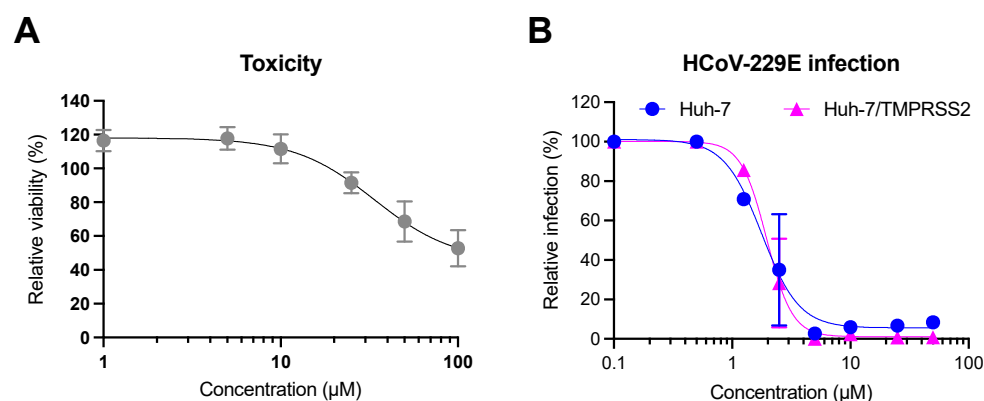 A
Toxicity
Relative viability (%)
140
120
100
80
60
40
20
0
1
10
100
Concentration (µM)
B
HCoV-229E infection
Huh-7
Huh-7/TMPRSS2
Relative infection (%)
120
100
80
60
40
20
0
0.1
1
10
100
Concentration (µM)